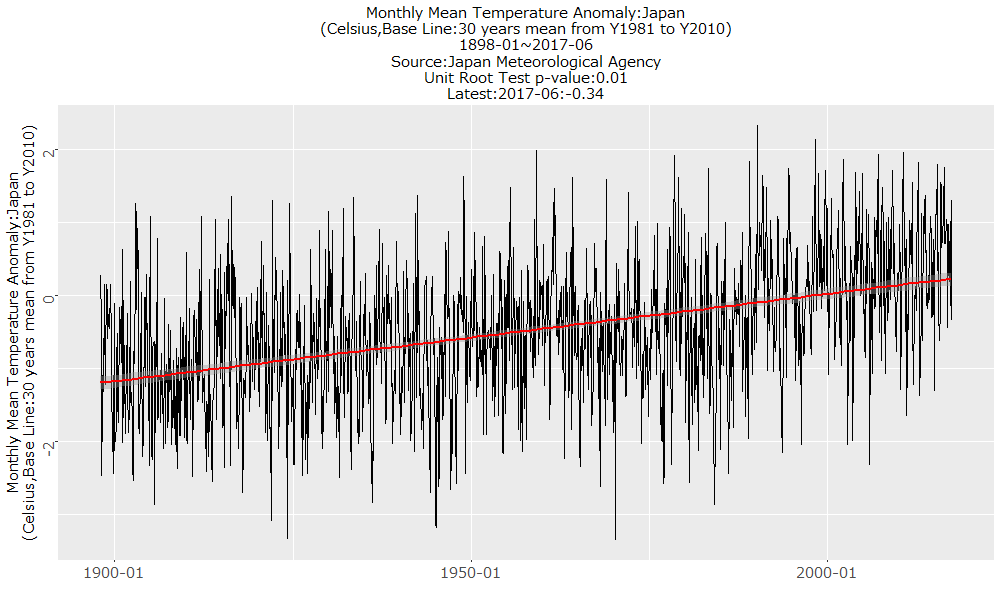 Monthly Mean Temperature Anomaly:Japan
(Celsius,Base Line:30 years mean from Y1981 to Y2010)
1898-01~2017-06
Source:Japan Meteorological Agency
Unit Root Test p-value:0.01
Latest:2017-06:-0.34
Monthly Mean Temperature Anomaly:Japan
(Celsius,Base Line:30 years mean from Y1981 to Y2010)
2
0
-2
1900-01
1950-01
2000-01